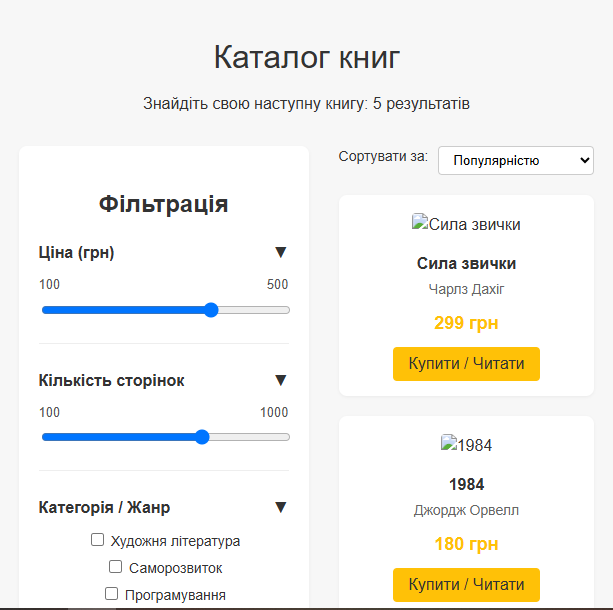 Каталог книг
Знайдіть свою наступну книгу: 5 результатів
Фільтрація
Ціна (грн) ▼
100 500
Кількість сторінок ▼
100 1000
Категорія / Жанр ▼
Художня література
Саморозвиток
Програмування
Сортувати за: Популярністю
Сила звички
Сила звички
Чарлз Дахіг
299 грн
Купити / Читати
1984
1984
Джордж Орвелл
180 грн
Купити / Читати